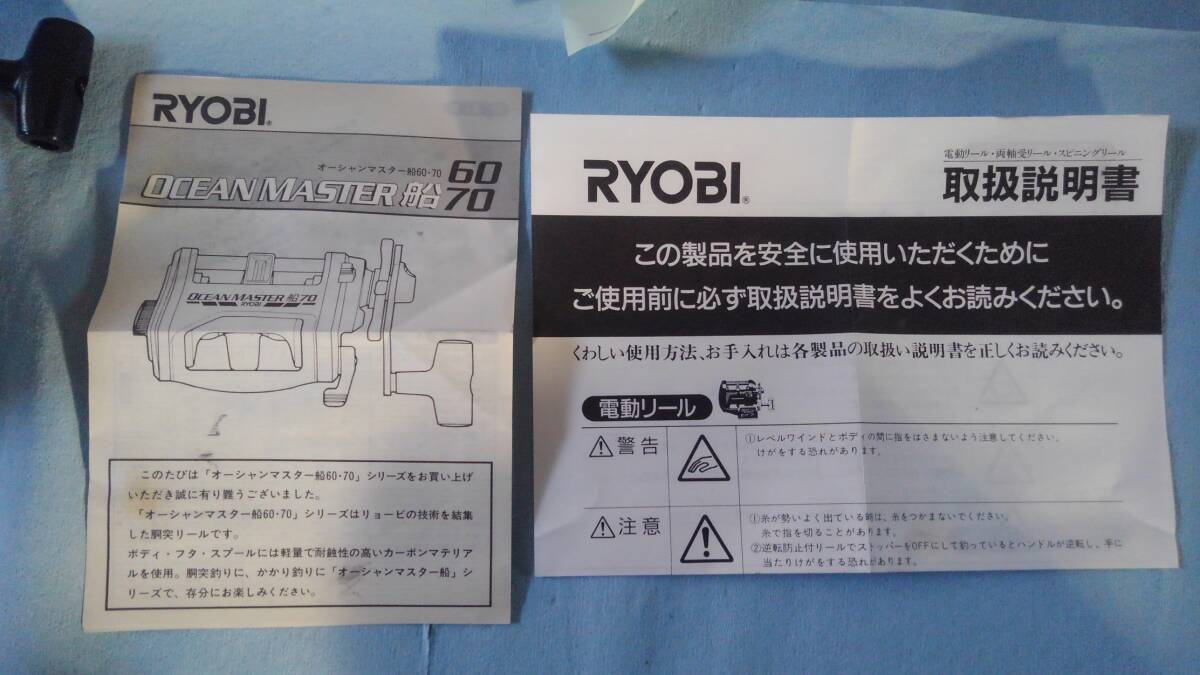 RYOBI®
オーシャンマスター船60・70
OCEAN MASTER 船 60 70
OCEAN MASTER 船70
RYOBI
このたびは「オーシャンマスター船60・70」シリーズをお買い上げ
いただき誠に有り難うございました。
「オーシャンマスター船60・70」シリーズはリョービの技術を結集
した胴突リールです。
ボディ・フタ・スプールには軽量で耐蝕性の高いカーボンマテリア
ルを使用。胴突釣りに、かかり釣りに「オーシャンマスター船」シ
リーズで、存分にお楽しみください。
RYOBI®
電動リール・両軸受リール・スピニングリール
取扱説明書
この製品を安全に使用いただくために
ご使用前に必ず取扱説明書をよくお読みください。
くわしい使用方法、お手入れは各製品の取扱い説明書を正しくお読みください。
電動リール
⚠警告
①レベルワインドとボディの間に指をはさまないよう注意してください。
けがをする恐れがあります。
⚠注意
①糸が勢いよく出ている時は、糸をつかまないでください。
糸で指を切ることがあります。
②逆転防止付リールでストッパーをOFFにして釣っているとハンドルが逆転し、手に
当たりけがをする恐れがあります。